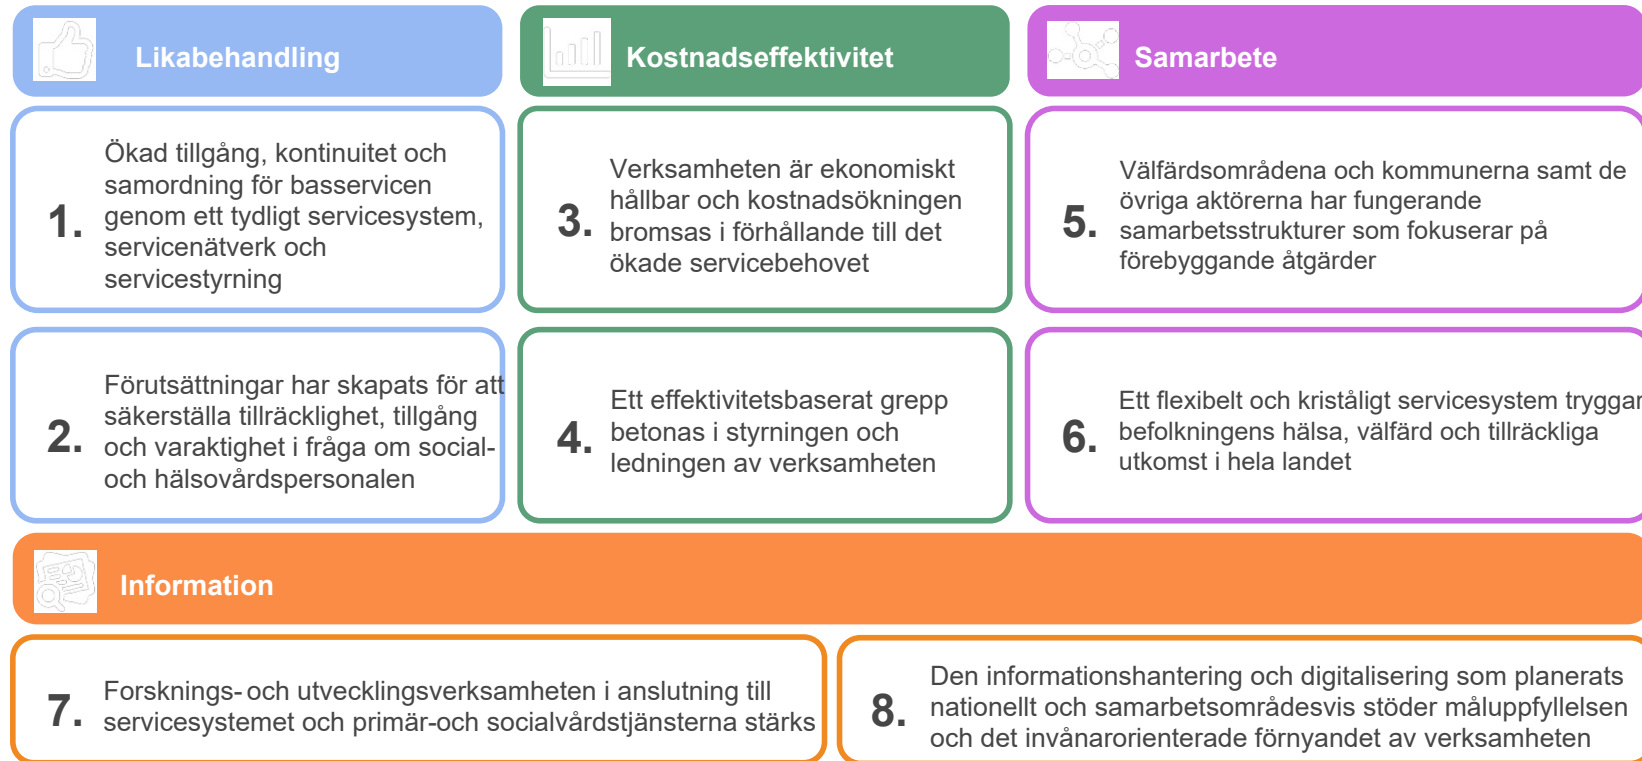 Likabehandling
Kostnadseffektivitet
Samarbete
1.
Ökad tillgång, kontinuitet och
samordning för basservicen
genom ett tydligt servicesystem,
servicenätverk och
servicestyrning
3.
Verksamheten är ekonomiskt
hållbar och kostnadsökningen
bromsas i förhållande till det
ökade servicebehovet
5.
Välfärdsområdena och kommunerna samt de
övriga aktörerna har fungerande
samarbetsstrukturer som fokuserar på
förebyggande åtgärder
2.
Förutsättningar har skapats för att
säkerställa tillräcklighet, tillgång
och varaktighet i fråga om social-
och hälsovårdspersonalen
4.
Ett effektivitetsbaserat grepp
betonas i styrningen och
ledningen av verksamheten
6.
Ett flexibelt och kriståligt servicesystem tryggar
befolkningens hälsa, välfärd och tillräckliga
utkomst i hela landet
Information
7.
Forsknings- och utvecklingsverksamheten i anslutning till
servicesystemet och primär-och socialvårdstjänsterna stärks
8.
Den informationshantering och digitalisering som planerats
nationellt och samarbetsområdesvis stöder måluppfyllelsen
och det invånarorienterade förnyandet av verksamheten